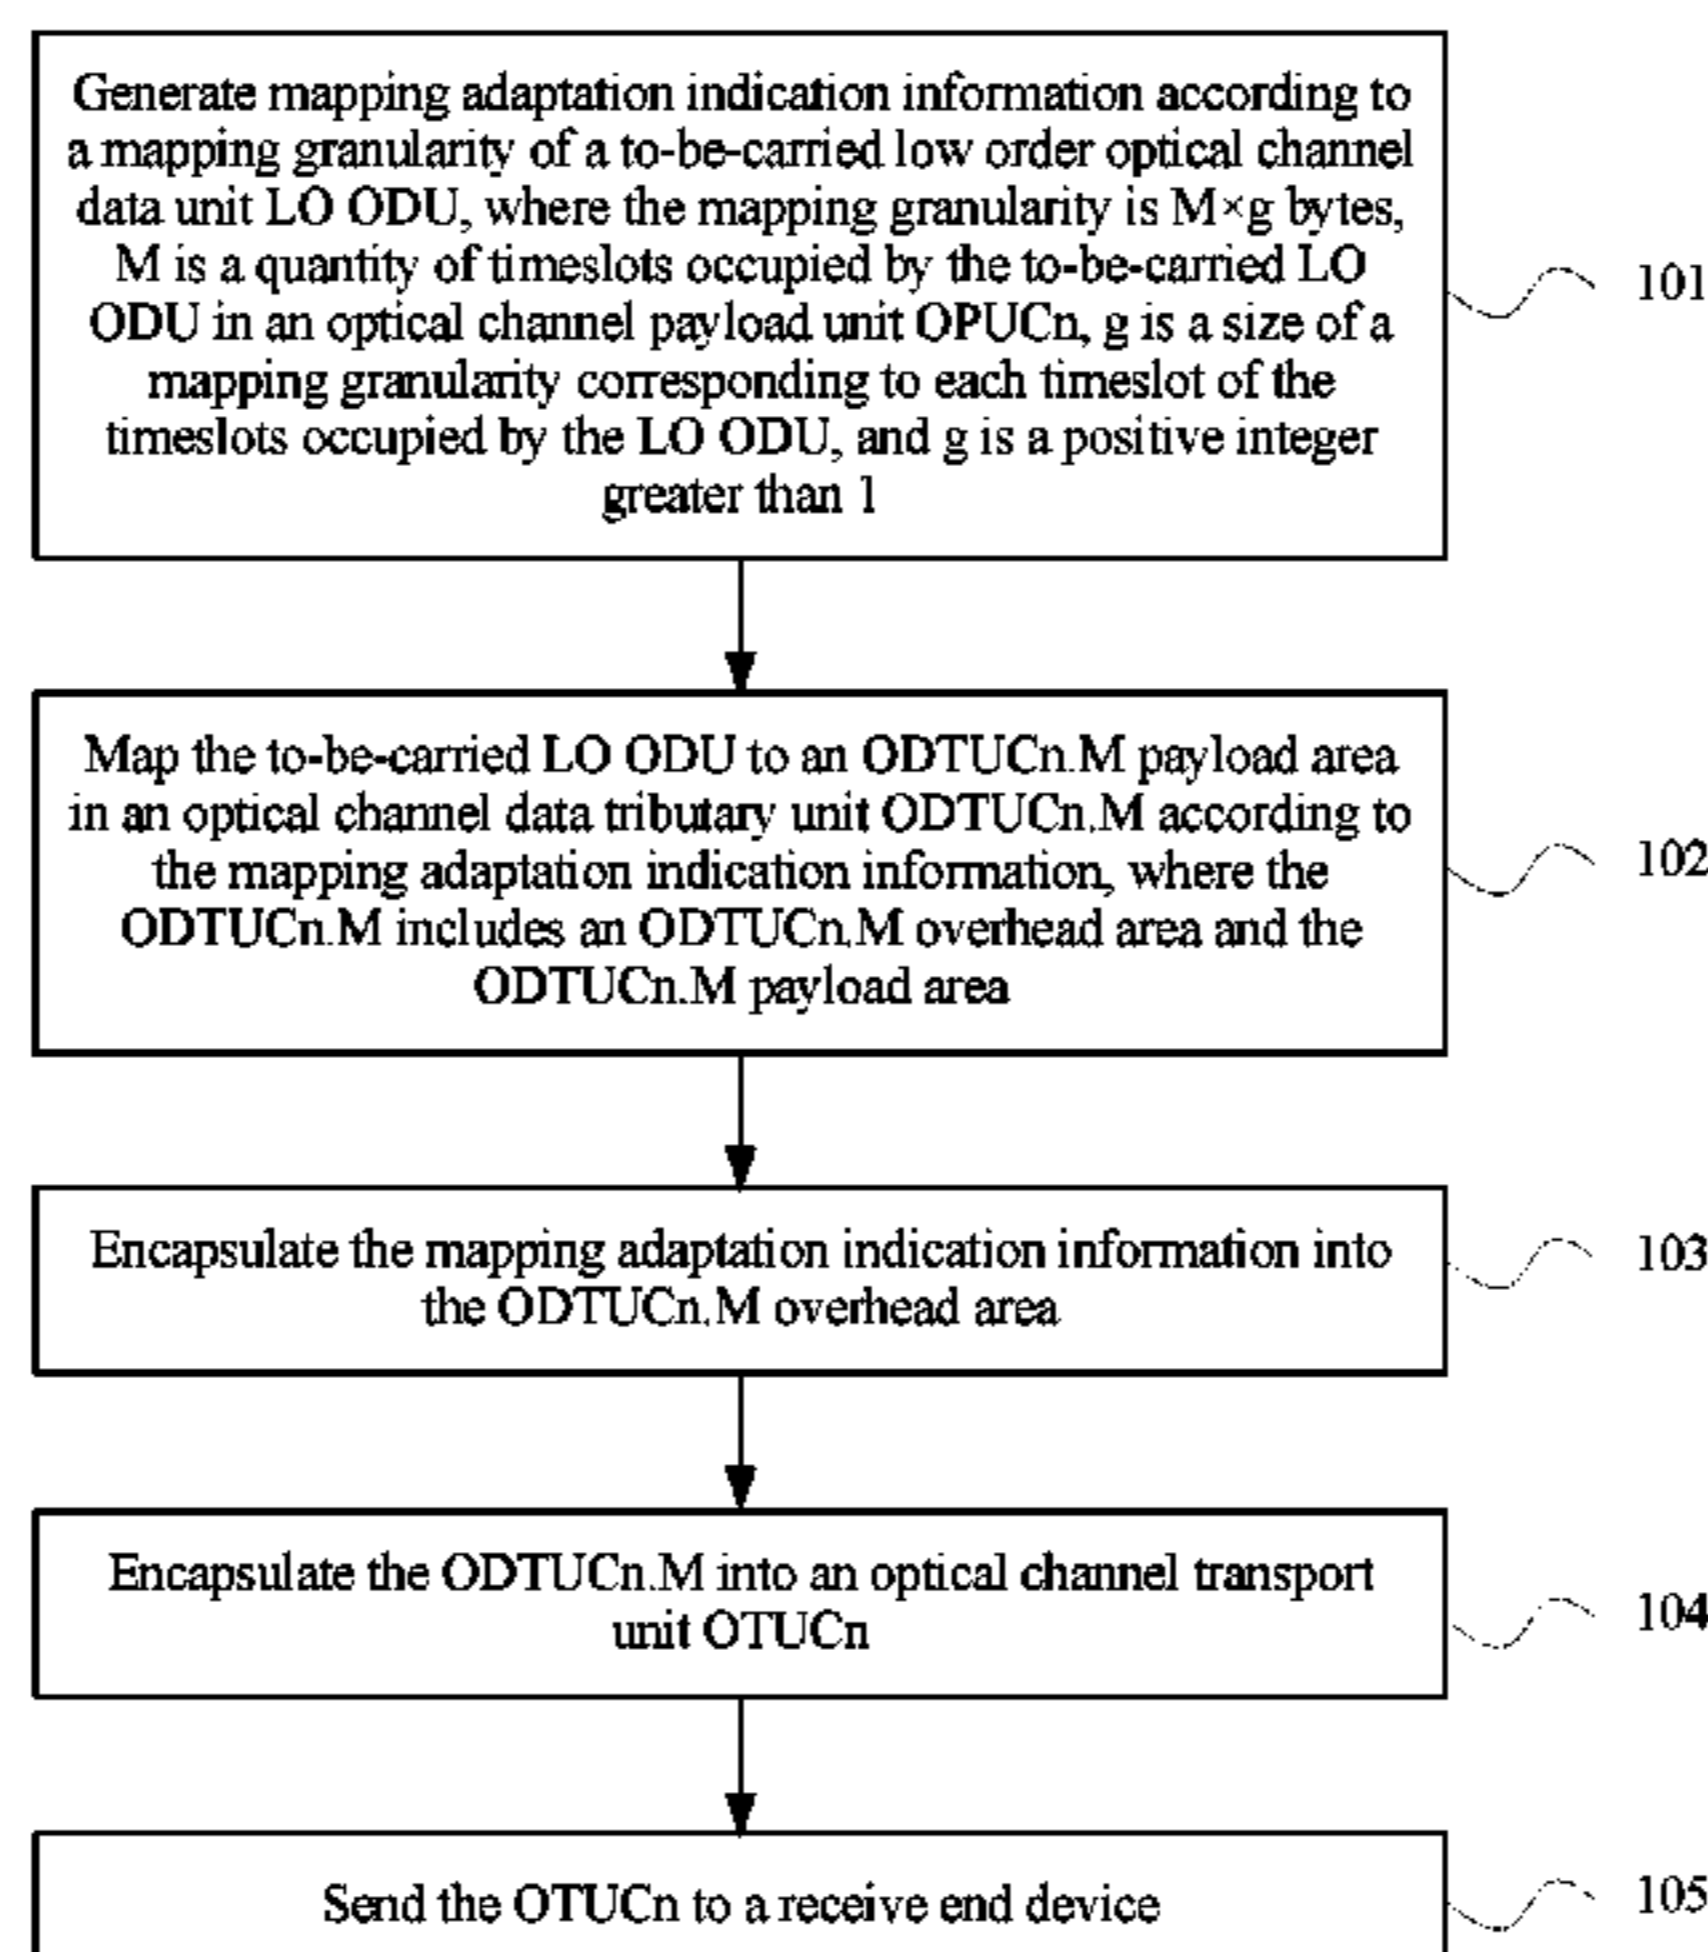 Generate mapping adaptation indication information according to
a mapping granularity of a to-be-carried low order optical channel
data unit LO ODU, where the mapping granularity is M×g bytes,
M is a quantity of timeslots occupied by the to-be-carried LO
ODU in an optical channel payload unit OPUCn, g is a size of a
mapping granularity corresponding to each timeslot of the
timeslots occupied by the LO ODU, and g is a positive integer
greater than 1
101
Map the to-be-carried LO ODU to an ODTUCn.M payload area
in an optical channel data tributary unit ODTUCn.M according to
the mapping adaptation indication information, where the
ODTUCn.M includes an ODTUCn.M overhead area and the
ODTUCn.M payload area
102
Encapsulate the mapping adaptation indication information into
the ODTUCn.M overhead area
103
Encapsulate the ODTUCn.M into an optical channel transport
unit OTUCn
104
Send the OTUCn to a receive end device
105